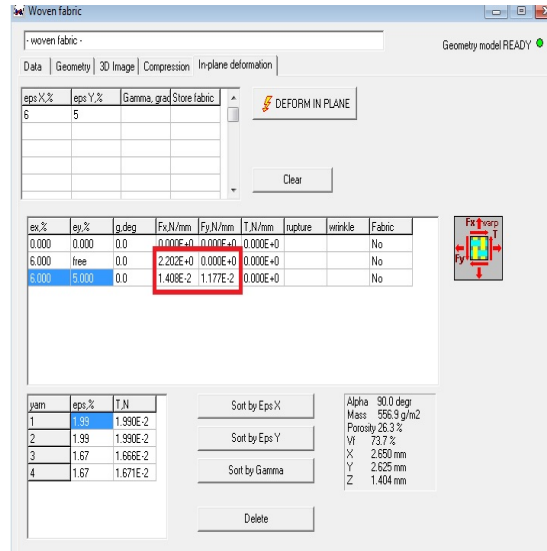 Woven fabric
- woven fabric -
Geometry model READY
Data Geometry 3D Image Compression In-plane deformation
eps X,% eps Y,% Gamma, grad Store fabric
6 5
DEFORM IN PLANE
Clear
ex,% ey,% g,deg Fx,N/mm Fy,N/mm T,N/mm rupture wrinkle Fabric
0.000 0.000 0.0 0.000E+0 0.000E+0 0.000E+0 No
6.000 free 0.0 2.202E+0 0.000E+0 0.000E+0 No
6.000 5.000 0.0 1.408E-2 1.177E-2 0.000E+0 No
Fx warp
T
Fy
yarn eps,% T,N
1 1.99 1.990E-2
2 1.99 1.990E-2
3 1.67 1.666E-2
4 1.67 1.671E-2
Sort by Eps X
Sort by Eps Y
Sort by Gamma
Delete
Alpha 90.0 degr
Mass 556.9 g/m2
Porosity 26.3 %
Vf 73.7 %
X 2.650 mm
Y 2.625 mm
Z 1.404 mm